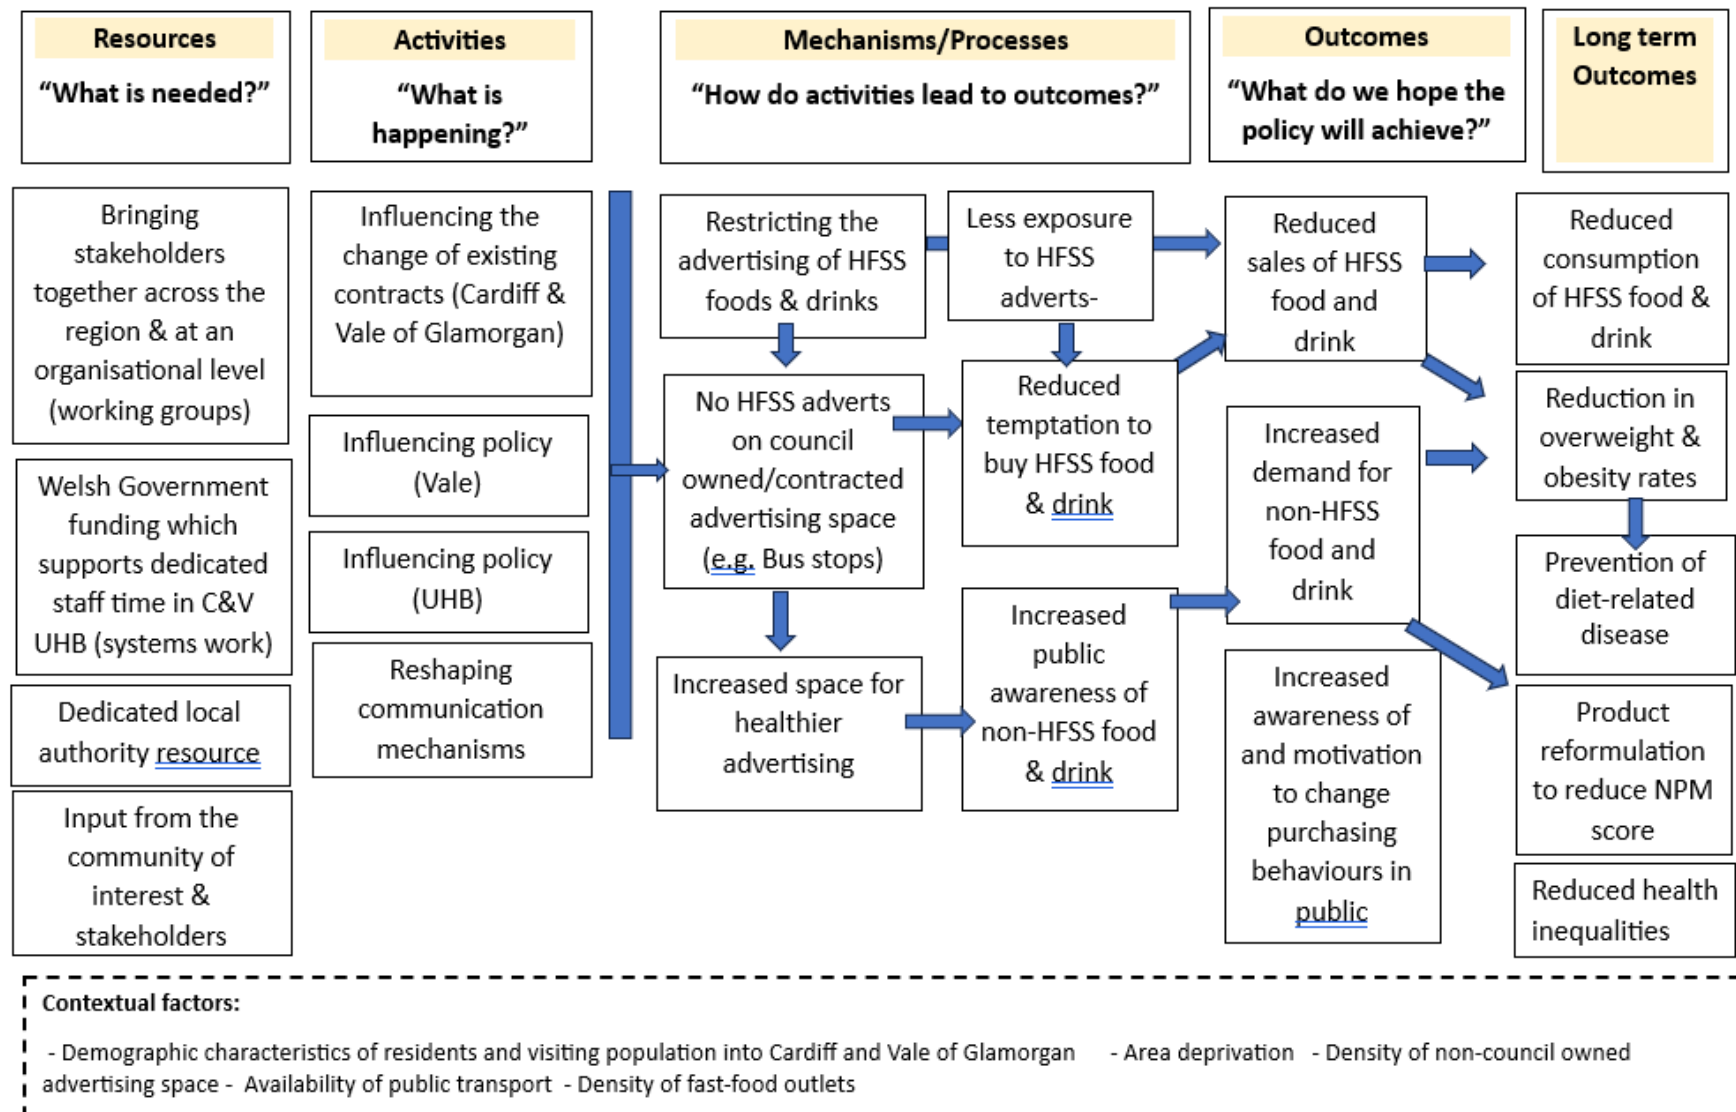 Resources
“What is needed?”
Activities
“What is
happening?”
Mechanisms/Processes
“How do activities lead to outcomes?”
Outcomes
“What do we hope the
policy will achieve?”
Long term
Outcomes
Bringing
stakeholders
together across the
region & at an
organisational level
(working groups)
Welsh Government
funding which
supports dedicated
staff time in C&V
UHB (systems work)
Dedicated local
authority resource
Input from the
community of
interest &
stakeholders
Influencing the
change of existing
contracts (Cardiff &
Vale of Glamorgan)
Influencing policy
(Vale)
Influencing policy
(UHB)
Reshaping
communication
mechanisms
Restricting the
advertising of HFSS
foods & drinks
No HFSS adverts
on council
owned/contracted
advertising space
(e.g. Bus stops)
Increased space for
healthier
advertising
Less exposure
to HFSS
adverts-
Reduced
temptation to
buy HFSS food
& drink
Increased
public
awareness of
non-HFSS food
& drink
Reduced
sales of HFSS
food and
drink
Increased
demand for
non-HFSS
food and
drink
Increased
awareness of
and motivation
to change
purchasing
behaviours in
public
Reduced
consumption
of HFSS food &
drink
Reduction in
overweight &
obesity rates
Prevention of
diet-related
disease
Product
reformulation
to reduce NPM
score
Reduced health
inequalities
Contextual factors:
- Demographic characteristics of residents and visiting population into Cardiff and Vale of Glamorgan - Area deprivation - Density of non-council owned
advertising space - Availability of public transport - Density of fast-food outlets